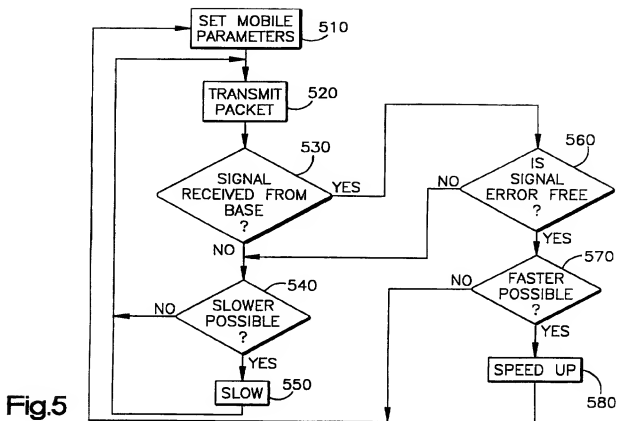 SET MOBILE
PARAMETERS
510
TRANSMIT
PACKET
520
530
SIGNAL
RECEIVED FROM
BASE
?
YES
NO
560
IS
SIGNAL
ERROR FREE
?
NO
YES
540
SLOWER
POSSIBLE
?
NO
YES
570
FASTER
POSSIBLE
?
NO
YES
SLOW
550
SPEED UP
580
Fig.5